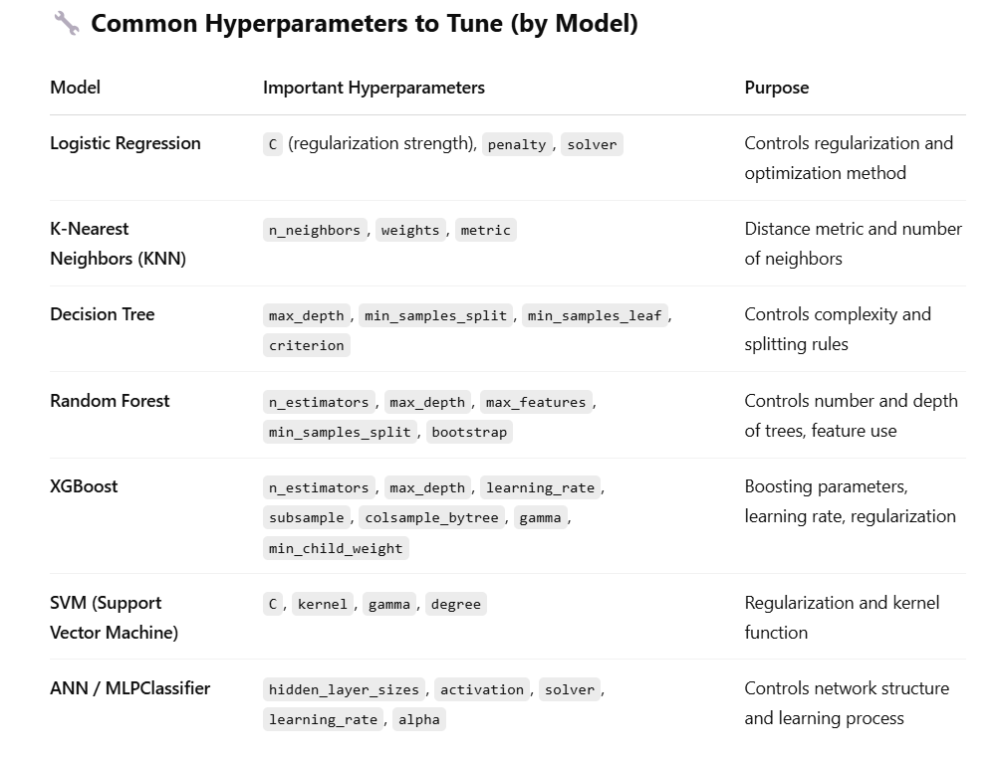 🔧 Common Hyperparameters to Tune (by Model)
Model Important Hyperparameters Purpose
Logistic Regression C (regularization strength), penalty, solver Controls regularization and
optimization method
K-Nearest n_neighbors, weights, metric Distance metric and number
Neighbors (KNN) of neighbors
Decision Tree max_depth, min_samples_split, min_samples_leaf, Controls complexity and
criterion splitting rules
Random Forest n_estimators, max_depth, max_features, Controls number and depth
min_samples_split, bootstrap of trees, feature use
XGBoost n_estimators, max_depth, learning_rate, Boosting parameters,
subsample, colsample_bytree, gamma, learning rate, regularization
min_child_weight
SVM (Support C, kernel, gamma, degree Regularization and kernel
Vector Machine) function
ANN / MLPClassifier hidden_layer_sizes, activation, solver, Controls network structure
learning_rate, alpha and learning process